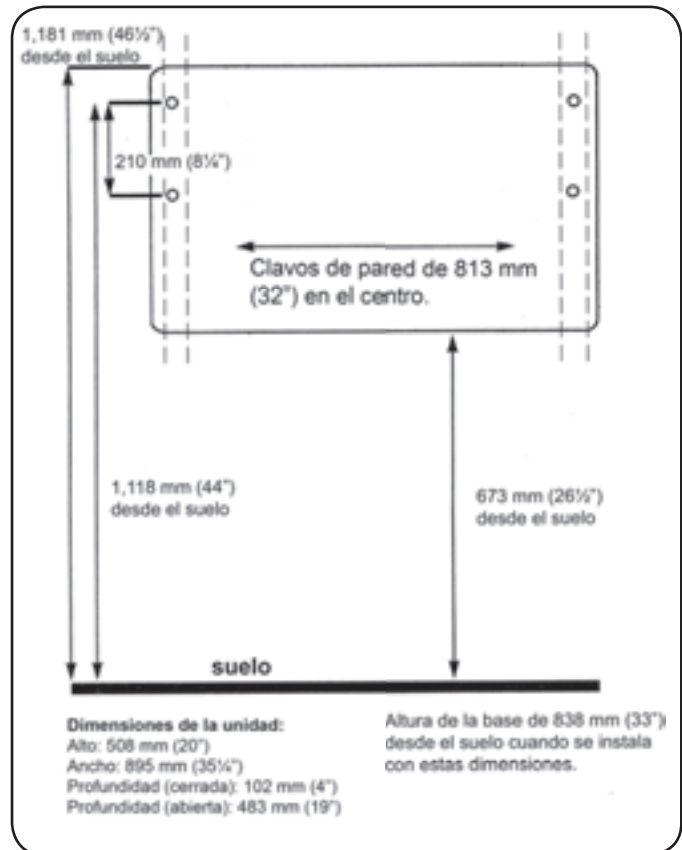 1,181 mm (46½")
desde el suelo
210 mm (8¼")
Clavos de pared de 813 mm
(32") en el centro.
1,118 mm (44")
desde el suelo
673 mm (26½")
desde el suelo
suelo
Dimensiones de la unidad:
Alto: 508 mm (20")
Ancho: 895 mm (35¼")
Profundidad (cerrada): 102 mm (4")
Profundidad (abierta): 483 mm (19")
Altura de la base de 838 mm (33")
desde el suelo cuando se instala
con estas dimensiones.